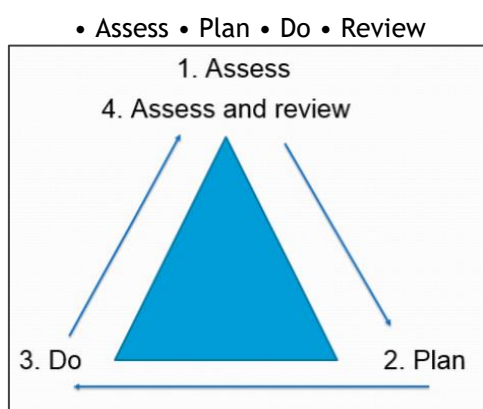 • Assess • Plan • Do • Review
1. Assess
4. Assess and review
3. Do
2. Plan